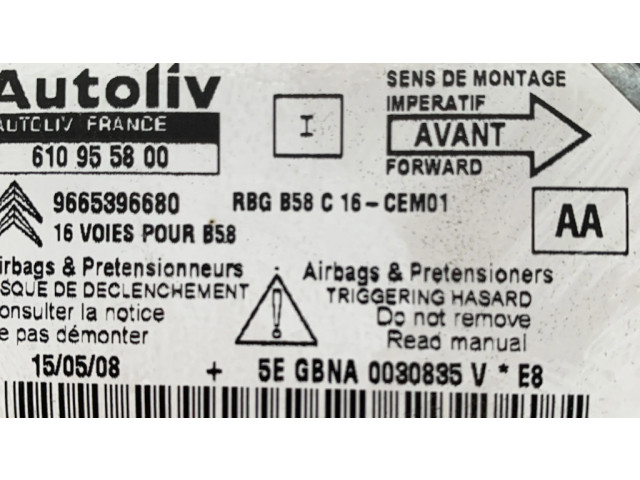 Autoliv
AUTOLIV FRANCE
610 95 58 00
I
SENS DE MONTAGE
IMPERATIF
AVANT
FORWARD
9665396680
RBG B58 C 16-CEM01
16 VOIES POUR B58
AA
irbags & Pretensionneurs
SQUE DE DECLENCHEMENT
onsulter la notice
e pas démonter
Airbags & Pretensioners
TRIGGERING HASARD
Do not remove
Read manual
15/05/08 + 5E GBNA 0030835 V * E8